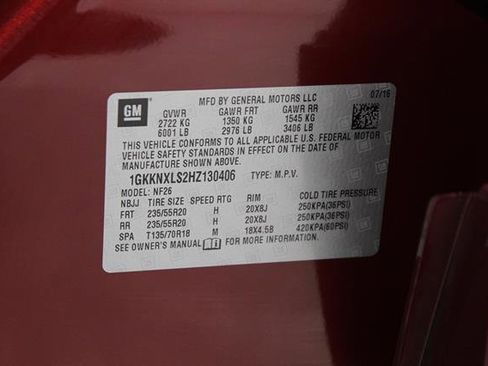 GM
MFD BY GENERAL MOTORS LLC
07/16
GVWR GAWR FRT GAWR RR
2722 KG 1350 KG 1545 KG
6001 LB 2976 LB 3406 LB
THIS VEHICLE CONFORMS TO ALL APPLICABLE U.S. FEDERAL MOTOR
VEHICLE SAFETY STANDARDS IN EFFECT ON THE DATE OF
MANUFACTURE SHOWN ABOVE.
1GKKNXLS2HZ130406 TYPE: M.P.V.
MODEL: NF26
NBJJ TIRE SIZE SPEED RTG RIM COLD TIRE PRESSURE
FRT 235/55R20 H 20X8J 250KPA(36PSI)
RR 235/55R20 H 20X8J 250KPA(36PSI)
SPA T135/70R18 M 18X4.5B 420KPA(60PSI)
SEE OWNER'S MANUAL FOR MORE INFORMATION.